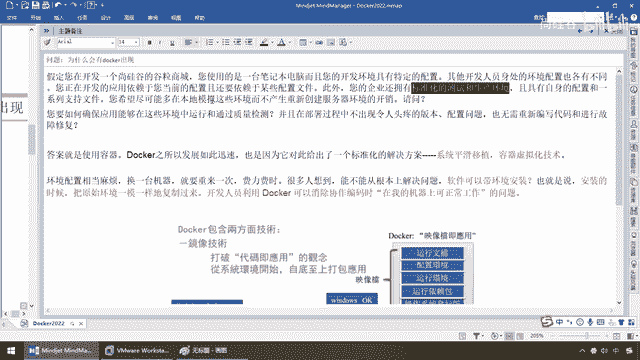 Mindjet MindManager - Docker2022.mmap
主题备注
Arial
14
问题：为什么会有docker出现
假定您在开发一个尚硅谷的谷粒商城，您使用的是一台笔记本电脑而且您的开发环境具有特定的配置。其他开发人员身处的环境配置也各有不同
。您正在开发的应用依赖于您当前的配置且还要依赖于某些配置文件。此外，您的企业还拥有标准化的测试和生产环境，且具有自身的配置和一
系列支持文件。您希望尽可能多在本地模拟这些环境而不产生重新创建服务器环境的开销。请问？
您要如何确保应用能够在这些环境中运行和通过质量检测？并且在部署过程中不出现令人头疼的版本、配置问题，也无需重新编写代码和进行故
障修复？
答案就是使用容器。Docker之所以发展如此迅速，也是因为它对此给出了一个标准化的解决方案-----系统平滑移植，容器虚拟化技术。
环境配置相当麻烦，换一台机器，就要重来一次，费力费时。很多人想到，能不能从根本上解决问题，软件可以带环境安装？也就是说，安装的
时候，把原始环境一模一样地复制过来。开发人员利用 Docker 可以消除协作编码时“在我的机器上可正常工作”的问题。
出现
Docker包含兩方面技術：
一鏡像技術
打破“代碼即應用”的觀念
從系統環境開始，自底至上打包應用
Docker: “映像檔即應用”
映像檔
运行文檔
配置環境
运行環境
运行依赖包
windows OK
Docker2022
205%
Mindjet MindMa...
VMware Worksta...
无标题 - 画图